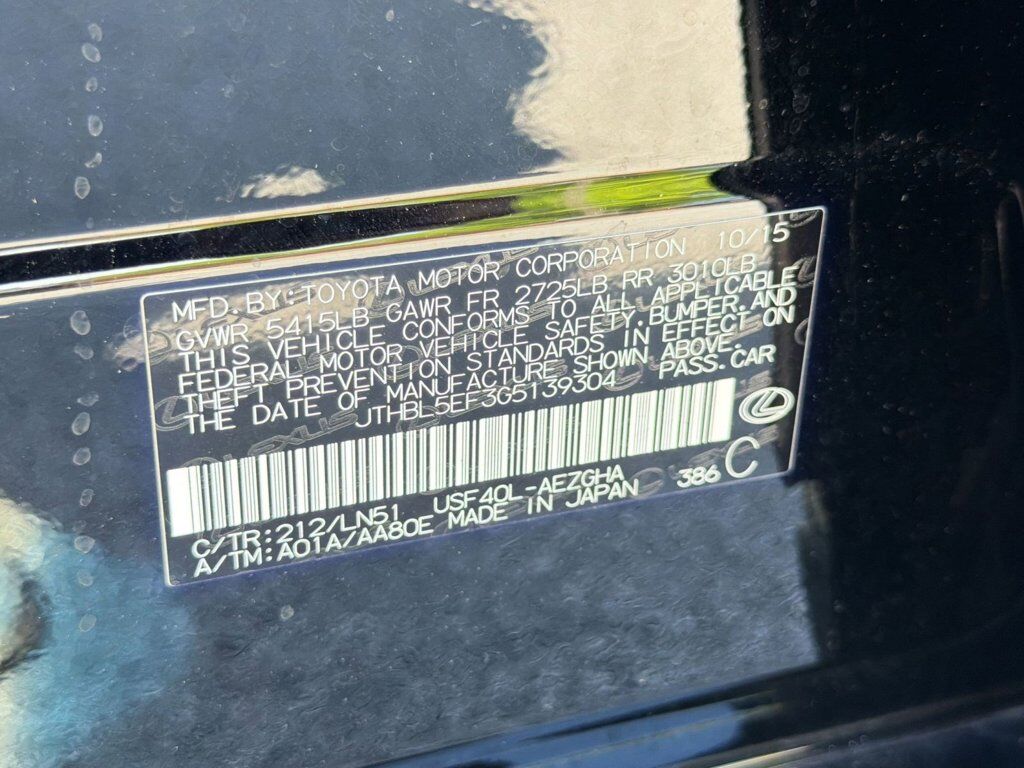 MFD. BY: TOYOTA MOTOR CORPORATION 10/15
GVWR 5415LB GAWR FR 2725LB RR 3010LB
THIS VEHICLE CONFORMS TO ALL APPLICABLE
FEDERAL MOTOR VEHICLE SAFETY, BUMPER, AND
THEFT PREVENTION STANDARDS IN EFFECT ON
THE DATE OF MANUFACTURE SHOWN ABOVE.
JTHBL5EF3G5139304 PASS. CAR
C/TR: 212/LN51 USF40L-AEZGHA 386 C
A/TM: A01A/AA80E MADE IN JAPAN